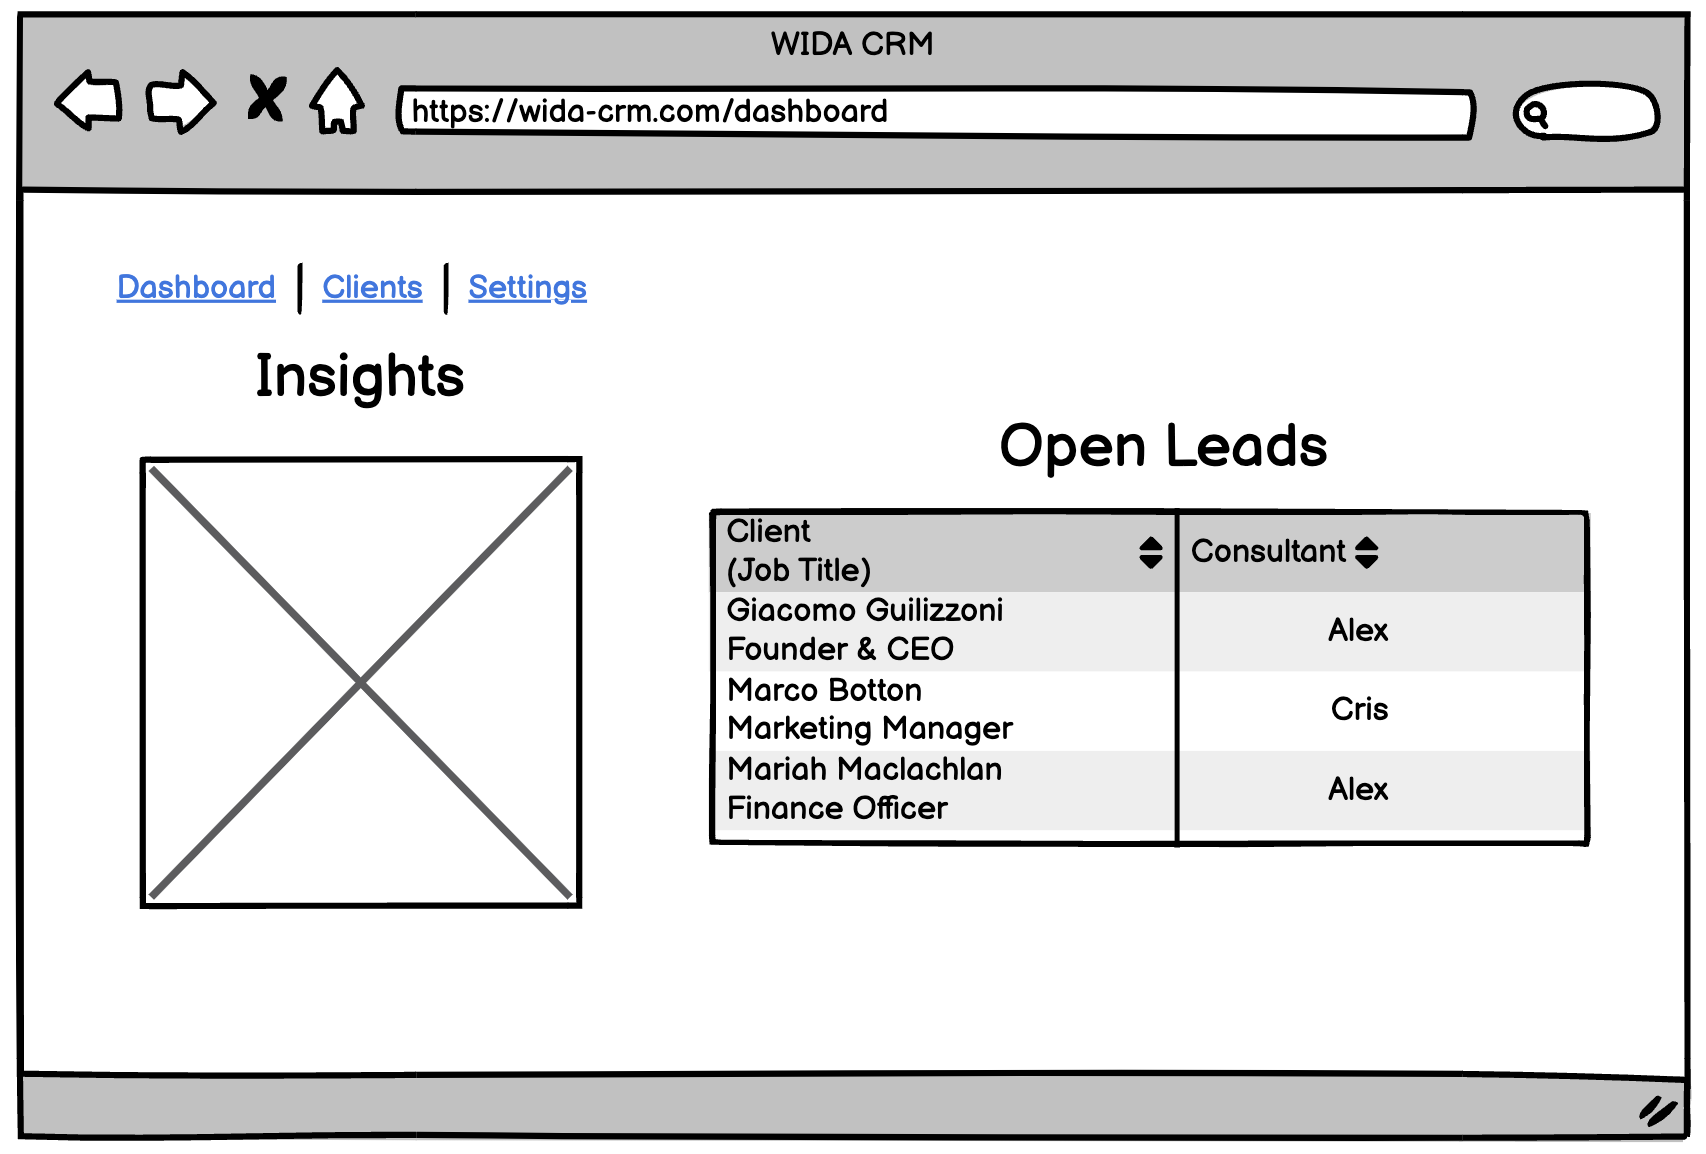 WIDA CRM
https://wida-crm.com/dashboard
Dashboard Clients Settings
Insights
Open Leads
Client
(Job Title)
Consultant
Giacomo Guilizzoni
Founder & CEO
Alex
Marco Botton
Marketing Manager
Cris
Mariah Maclachlan
Finance Officer
Alex